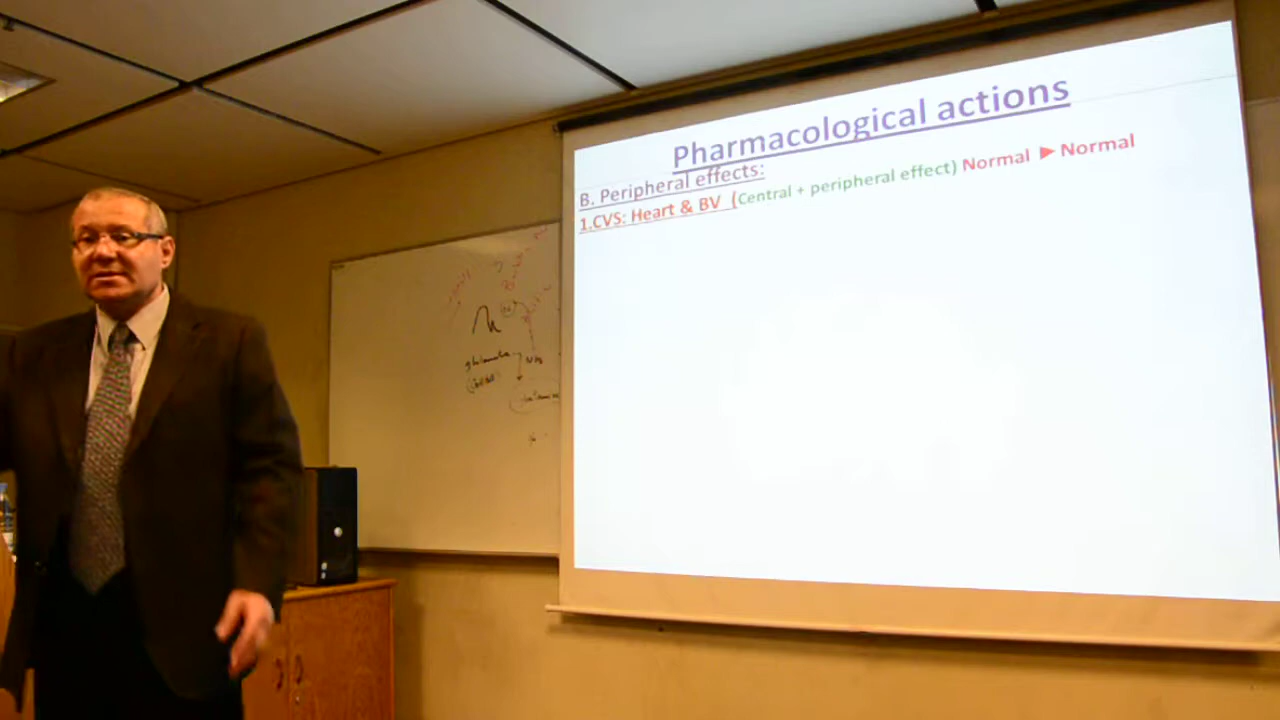 Pharmacological actions
B. Peripheral effects:
1.CVS: Heart & BV (Central + peripheral effect) Normal ► Normal